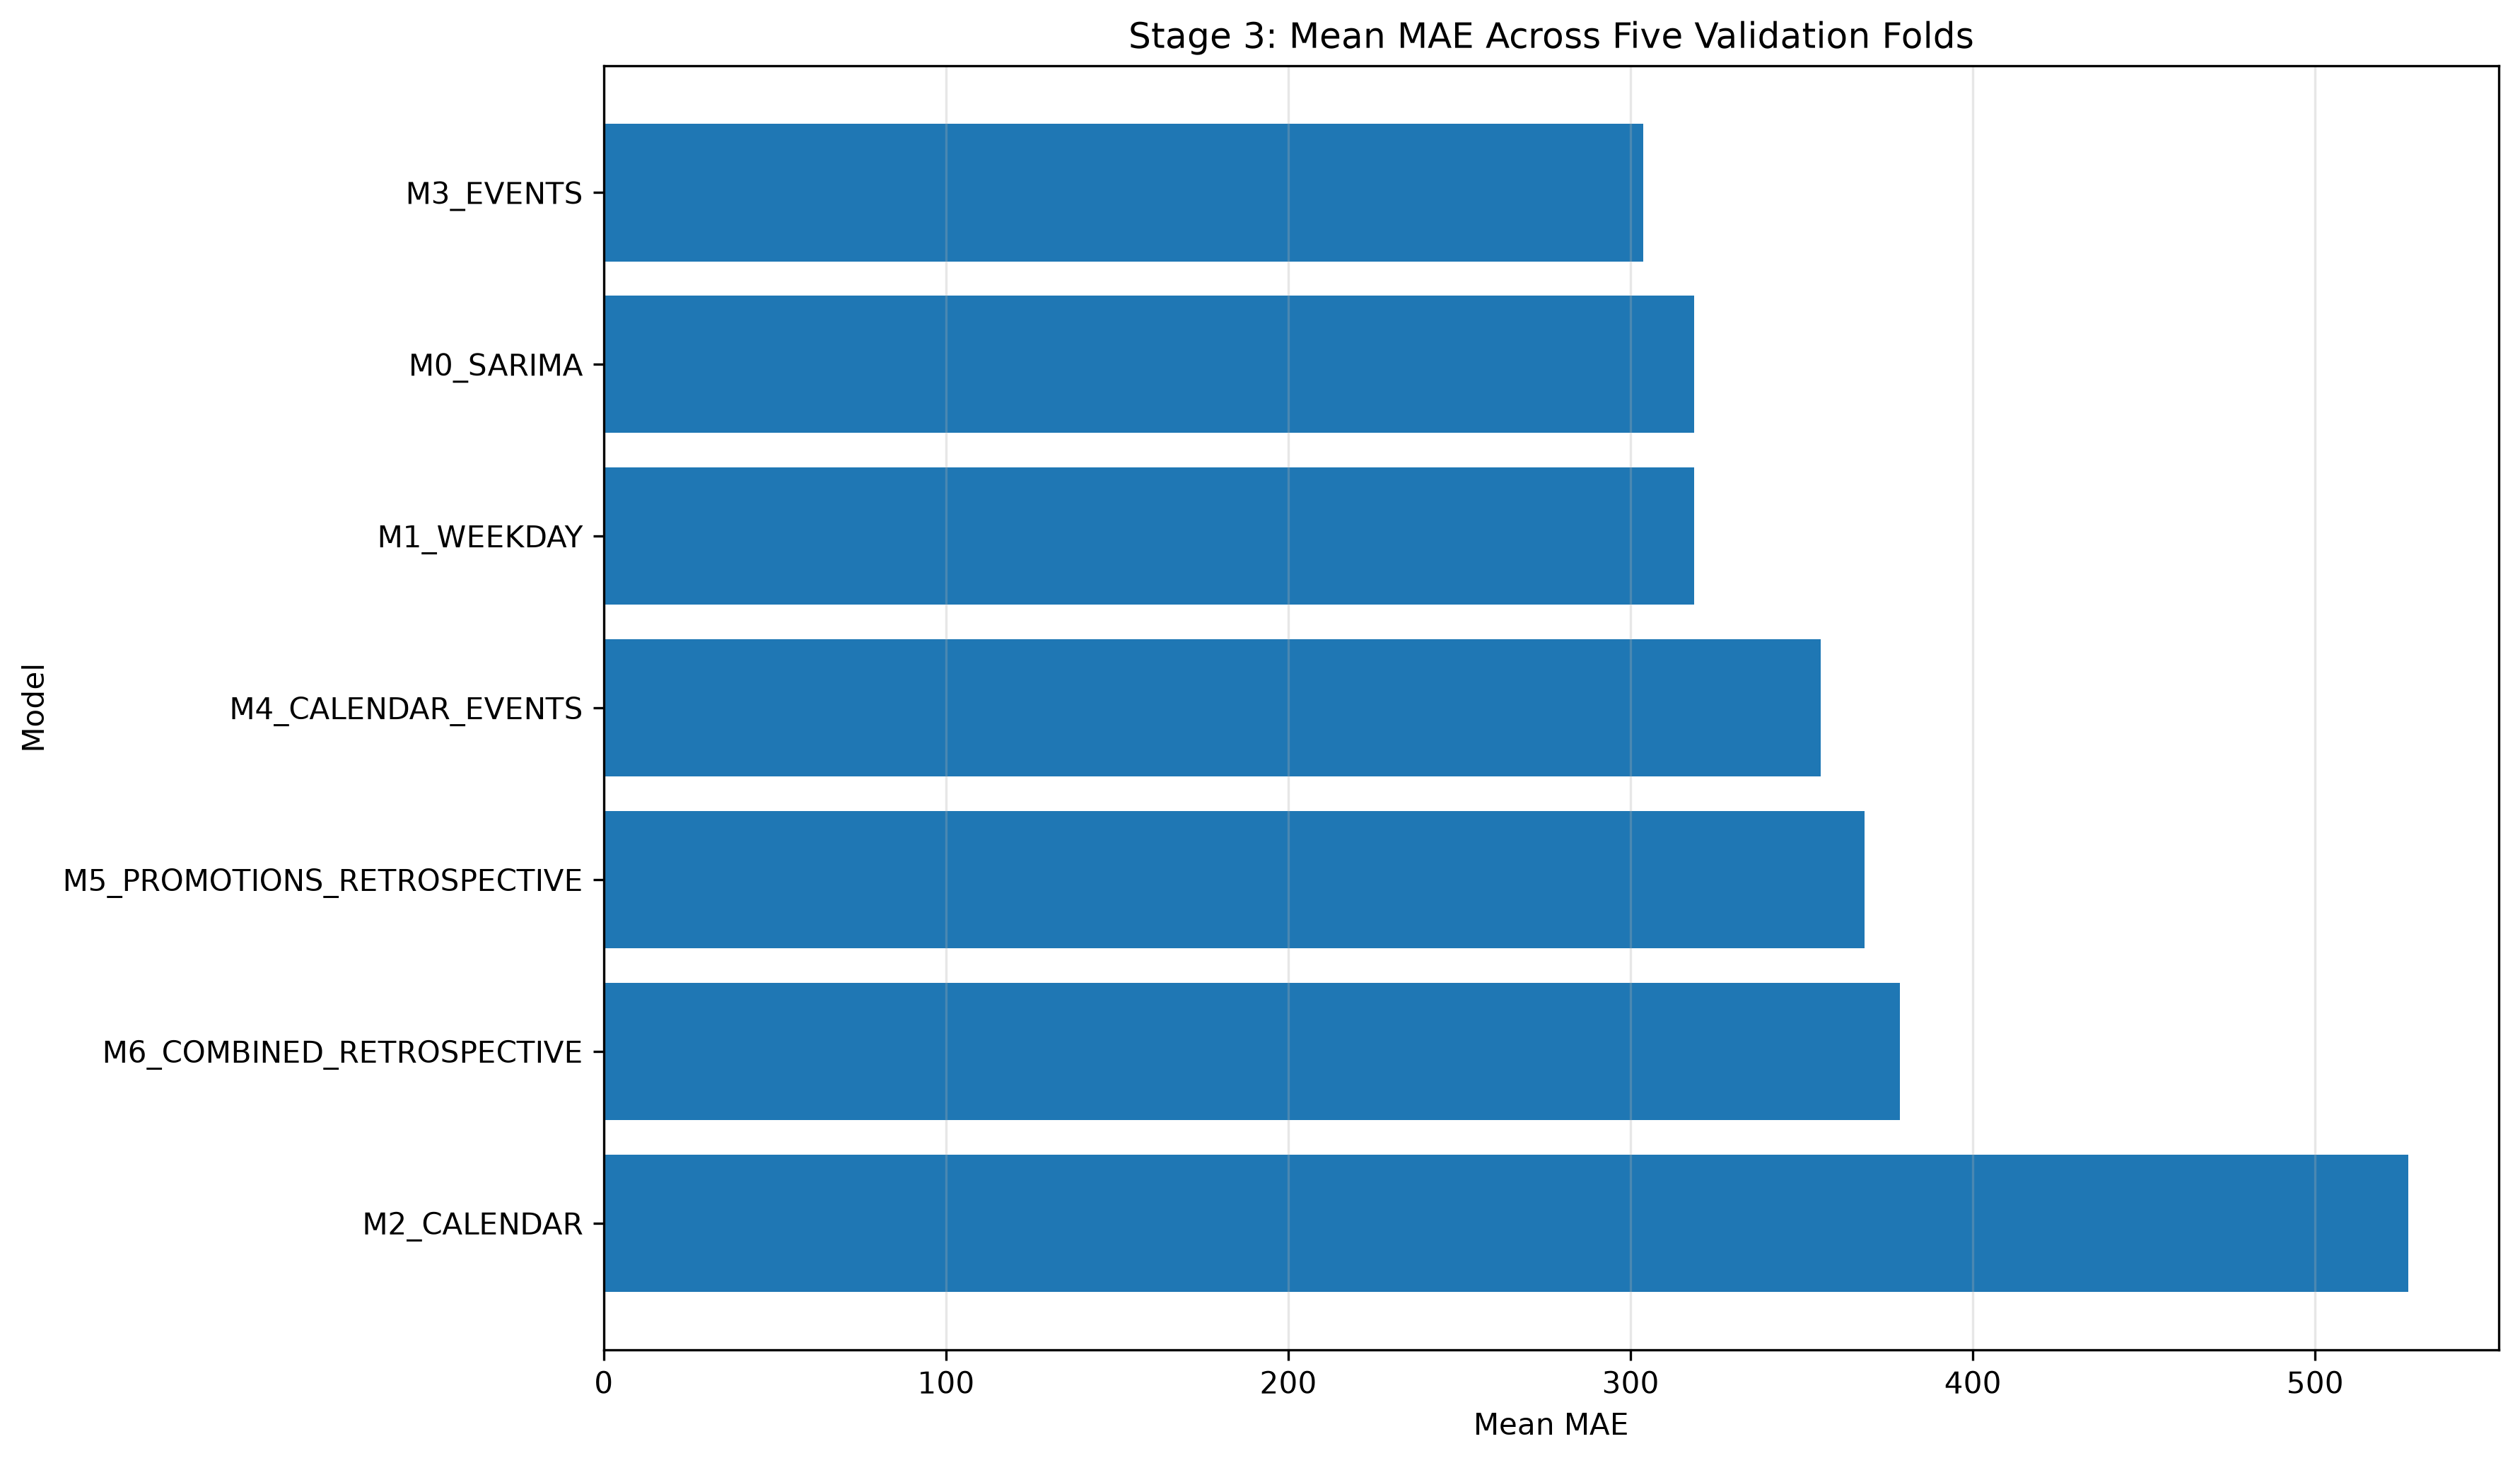 Stage 3: Mean MAE Across Five Validation Folds
Model
M3_EVENTS
M0_SARIMA
M1_WEEKDAY
M4_CALENDAR_EVENTS
M5_PROMOTIONS_RETROSPECTIVE
M6_COMBINED_RETROSPECTIVE
M2_CALENDAR
0 100 200 300 400 500
Mean MAE